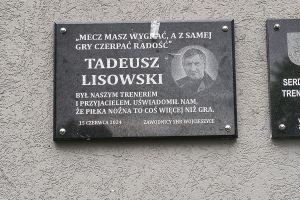 „MECZ MASZ WYGRAĆ, A Z SAMEJ
GRY CZERPAĆ RADOŚĆ”
TADEUSZ
LISOWSKI
BYŁ NASZYM TRENEREM
I PRZYJACIELEM. UŚWIADOMIŁ NAM,
ŻE PIŁKA NOŻNA TO COŚ WIĘCEJ NIŻ GRA.
15 CZERWCA 2024 ZAWODNICY WOJCIESZYCE
SERD
TREN